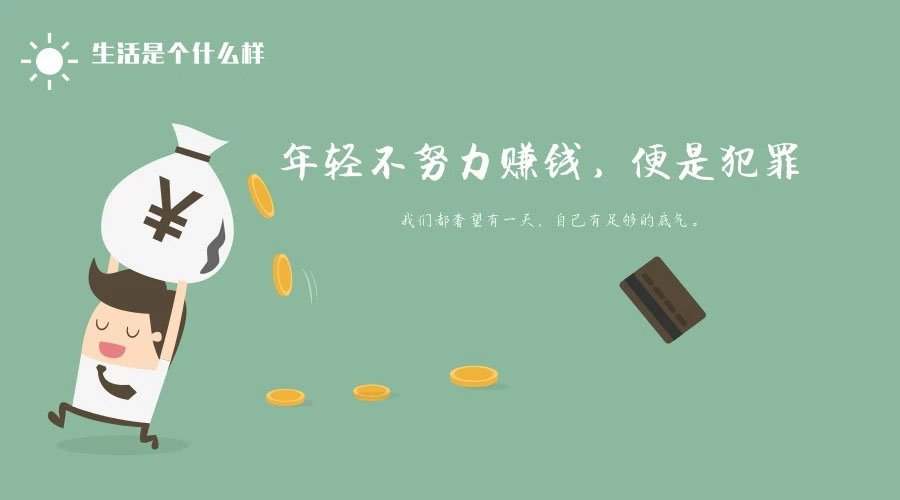 生活是个什么样
年轻不努力赚钱，便是犯罪
我们都奢望有一天，自己有足够的底气。
¥